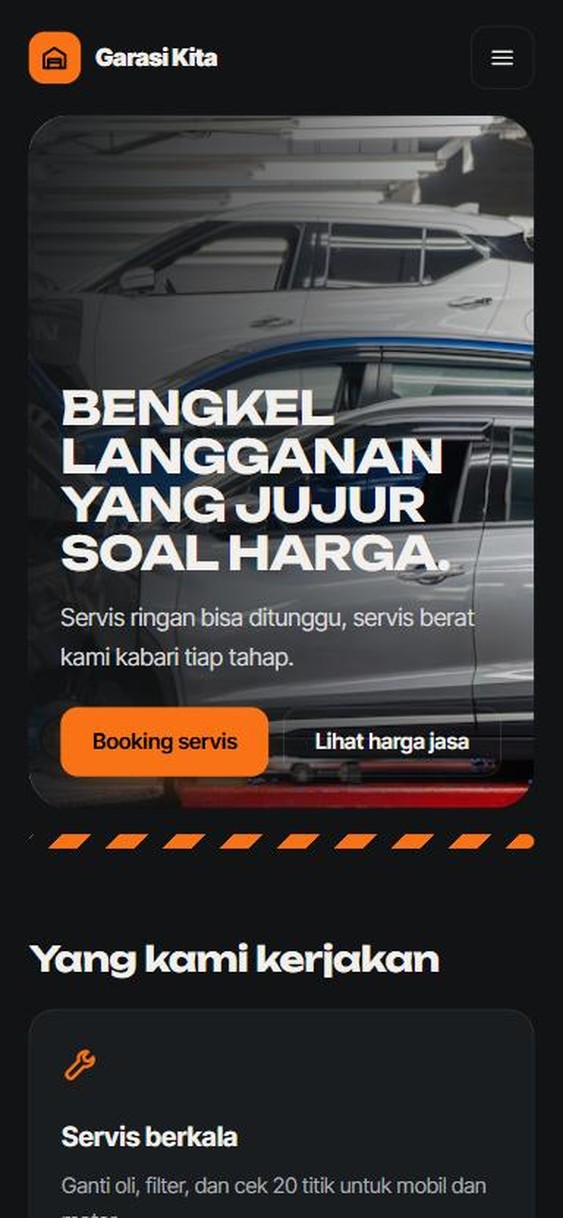 Garasi Kita
BENGKEL
LANGGANAN
YANG JUJUR
SOAL HARGA.
Servis ringan bisa ditunggu, servis berat
kami kabari tiap tahap.
Booking servis
Lihat harga jasa
Yang kami kerjakan
Servis berkala
Ganti oli, filter, dan cek 20 titik untuk mobil dan